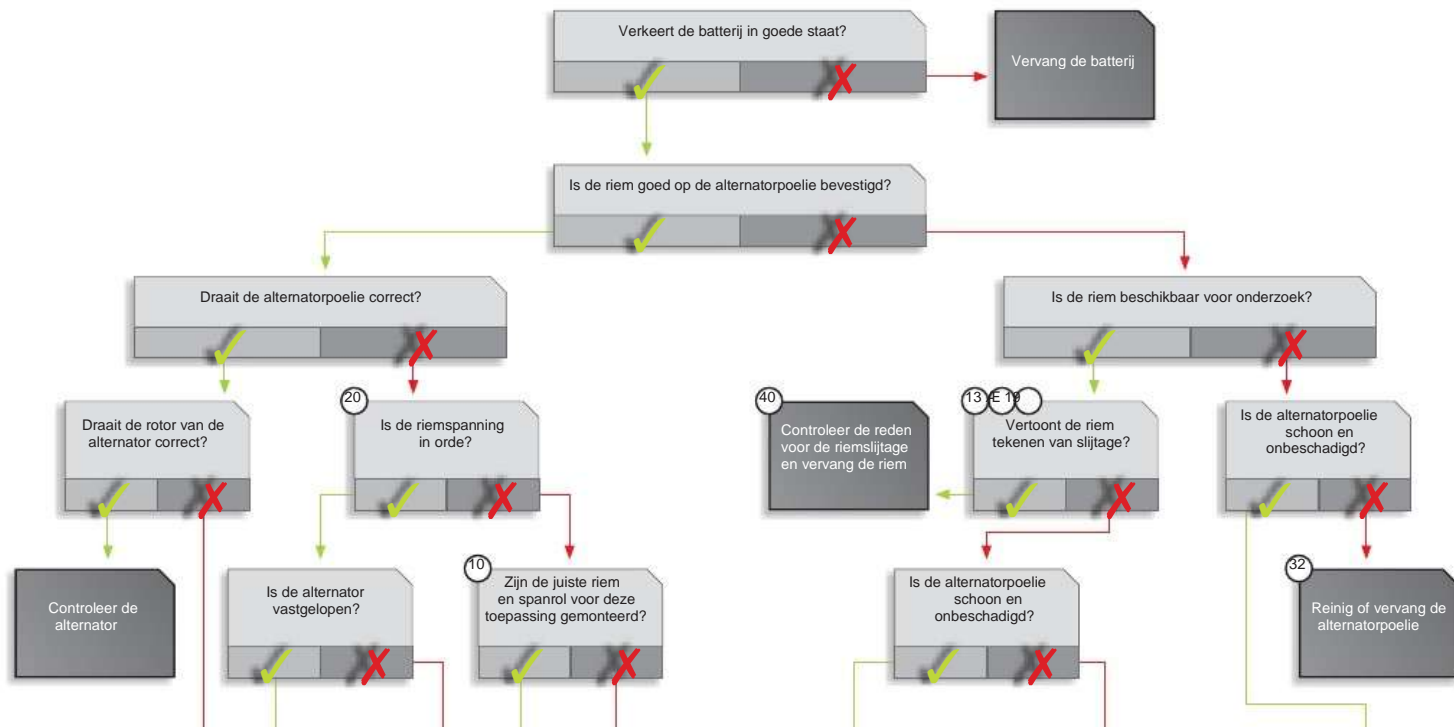 Verkeert de batterij in goede staat?
Vervang de batterij
Is de riem goed op de alternatorpoelie bevestigd?
Draait de alternatorpoelie correct?
Is de riem beschikbaar voor onderzoek?
Draait de rotor van de
alternator correct?
20
Is de riemspanning
in orde?
40
Controleer de reden
voor de riemslijtage
en vervang de riem
13 Æ 19
Vertoont de riem
tekenen van slijtage?
Is de alternatorpoelie
schoon en
onbeschadigd?
Controleer de
alternator
Is de alternator
vastgelopen?
10
Zijn de juiste riem
en spanrol voor deze
toepassing gemonteerd?
Is de alternatorpoelie
schoon en
onbeschadigd?
32
Reinig of vervang de
alternatorpoelie